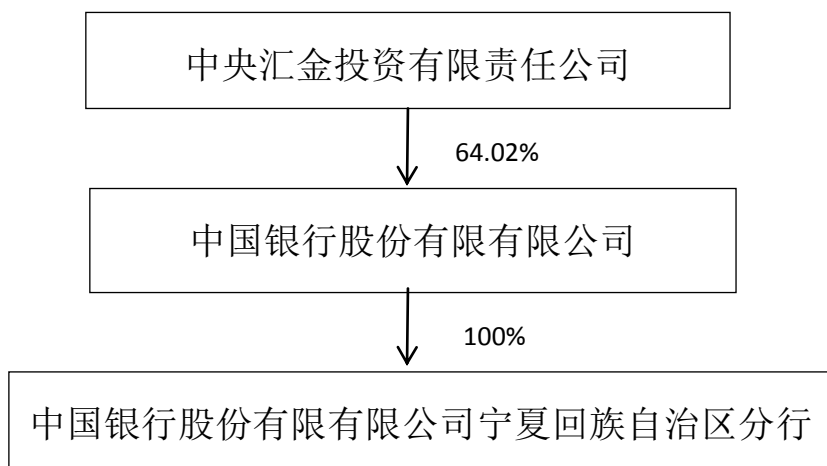 中央汇金投资有限责任公司
64.02%
中国银行股份有限有限公司
100%
中国银行股份有限有限公司宁夏回族自治区分行